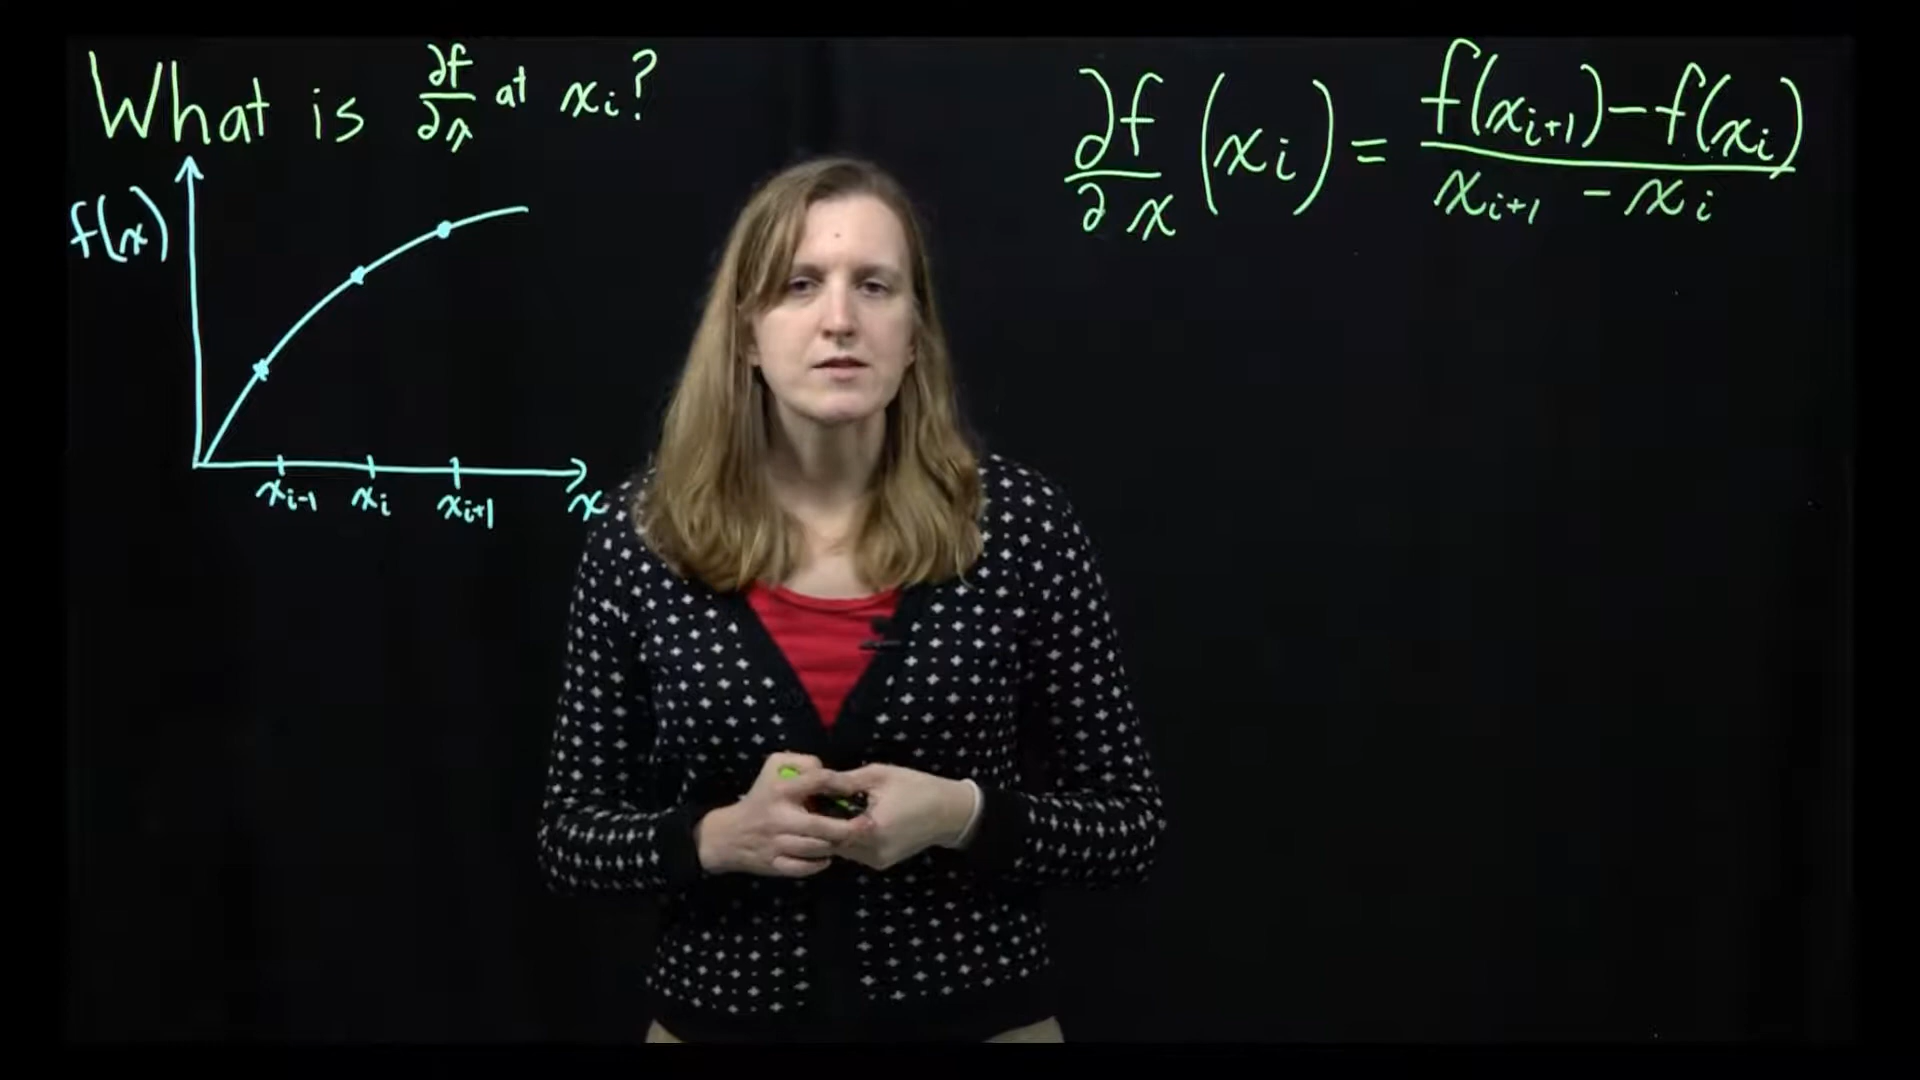 What is ∂f/∂x at xᵢ?
f(x)
xᵢ₋₁ xᵢ xᵢ₊₁ x
∂f/∂x (xᵢ) = (f(xᵢ₊₁) − f(xᵢ))/(xᵢ₊₁ − xᵢ)